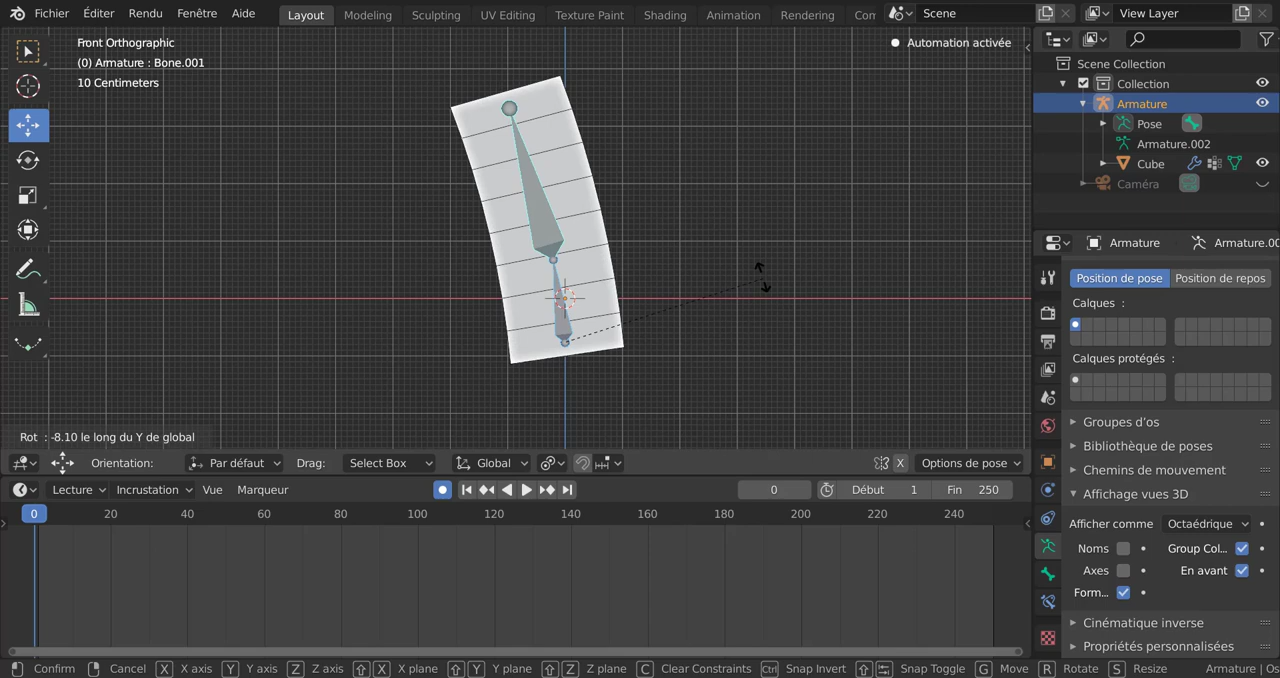 Fichier Éditer Rendu Fenêtre Aide Layout Modeling Sculpting UV Editing Texture Paint Shading Animation Rendering Com Scene View Layer
Front Orthographic
(0) Armature : Bone.001
10 Centimeters
Automation activée
Scene Collection
Collection
Armature
Pose
Armature.002
Cube
Caméra
Armature Armature.00
Position de pose Position de repos
Calques :
Calques protégés :
Groupes d'os
Bibliothèque de poses
Chemins de mouvement
Affichage vues 3D
Afficher comme Octaédrique
Noms Group Col...
Axes En avant
Form...
Cinématique inverse
Propriétés personnalisées
Rot : -8.10 le long du Y de global
Orientation: Par défaut Drag: Select Box Global X Options de pose
Lecture Incrustation Vue Marqueur 0 Début 1 Fin 250
0 20 40 60 80 100 120 140 160 180 200 220 240
Confirm Cancel X X axis Y Y axis Z Z axis X X plane Y Y plane Z Z plane C Clear Constraints Ctrl Snap Invert Snap Toggle G Move R Rotate S Resize Armature | Os